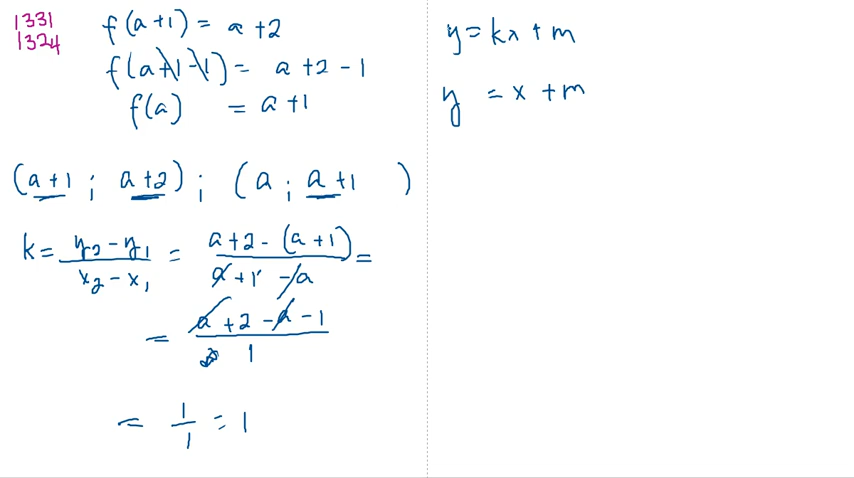 1331
1324
f(a+1) = a+2
f(a+1-1) = a+2-1
f(a) = a+1
(a+1 ; a+2) ; (a ; a+1 )
k = y₂-y₁/x₂-x₁ = a+2-(a+1)/a+1-a =
= a+2-a-1/1
= 1/1 = 1
y = kx + m
y = x + m